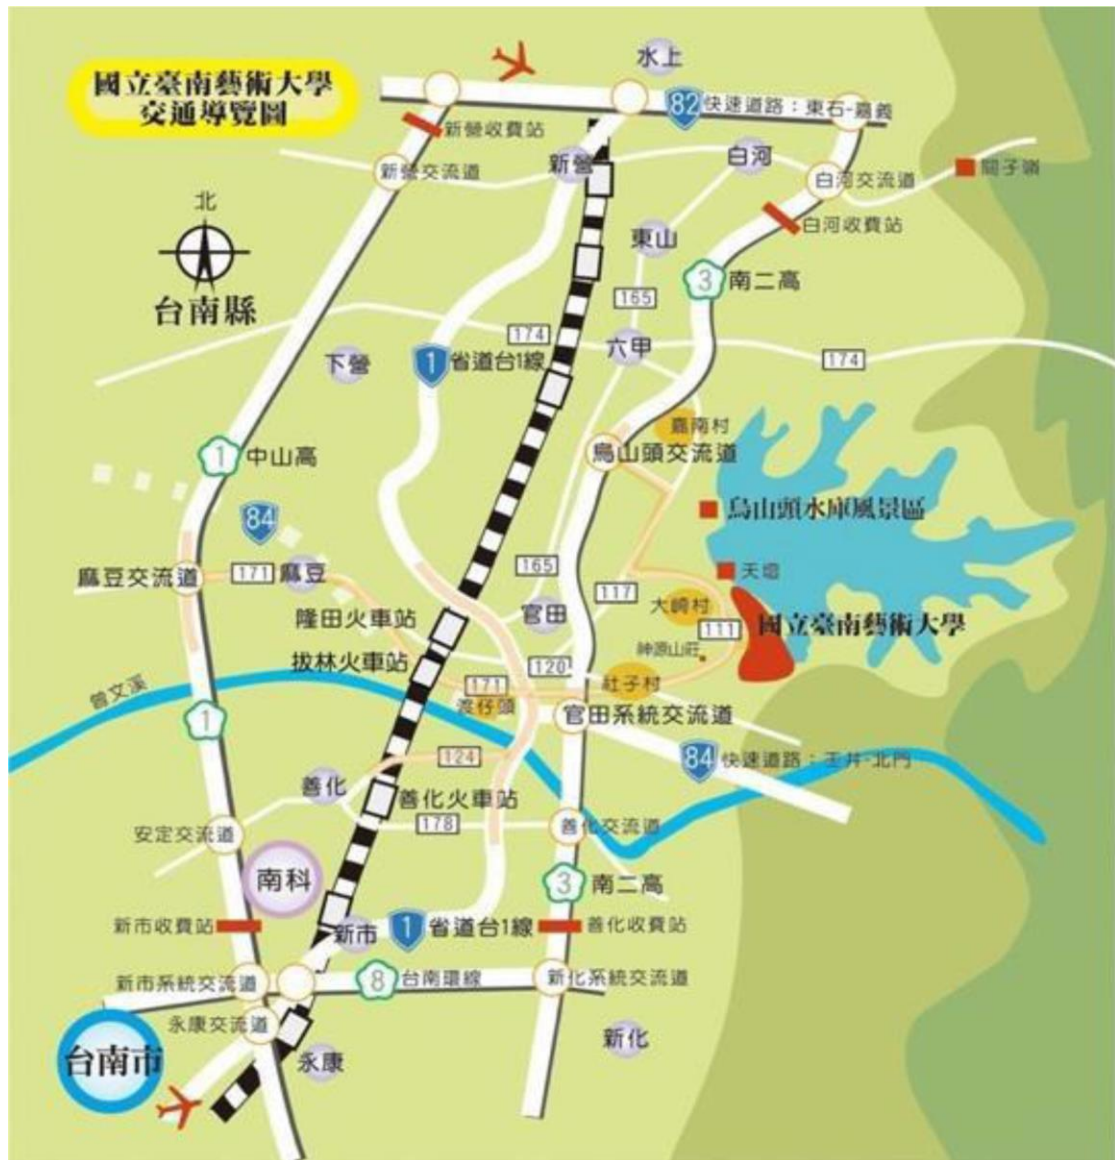 國立臺南藝術大學
交通導覽圖
水上
82
快速道路：東石-嘉義
新營收費站
新營交流道
新營
白河
白河交流道
關子嶺
北
台南縣
東山
白河收費站
3
南二高
165
174
下營
1
省道台1線
六甲
174
嘉南村
1
中山高
烏山頭交流道
84
烏山頭水庫風景區
麻豆交流道
171
麻豆
165
天壇
117
大崎村
隆田火車站
官田
111
國立臺南藝術大學
拔林火車站
神源山莊
120
曾文溪
171
社子村
渡仔頭
1
官田系統交流道
124
84
快速道路：玉井-北門
善化
善化火車站
178
安定交流道
善化交流道
南科
3
南二高
新市收費站
新市
1
省道台1線
善化收費站
新市系統交流道
8
台南環線
新化系統交流道
永康交流道
台南市
永康
新化